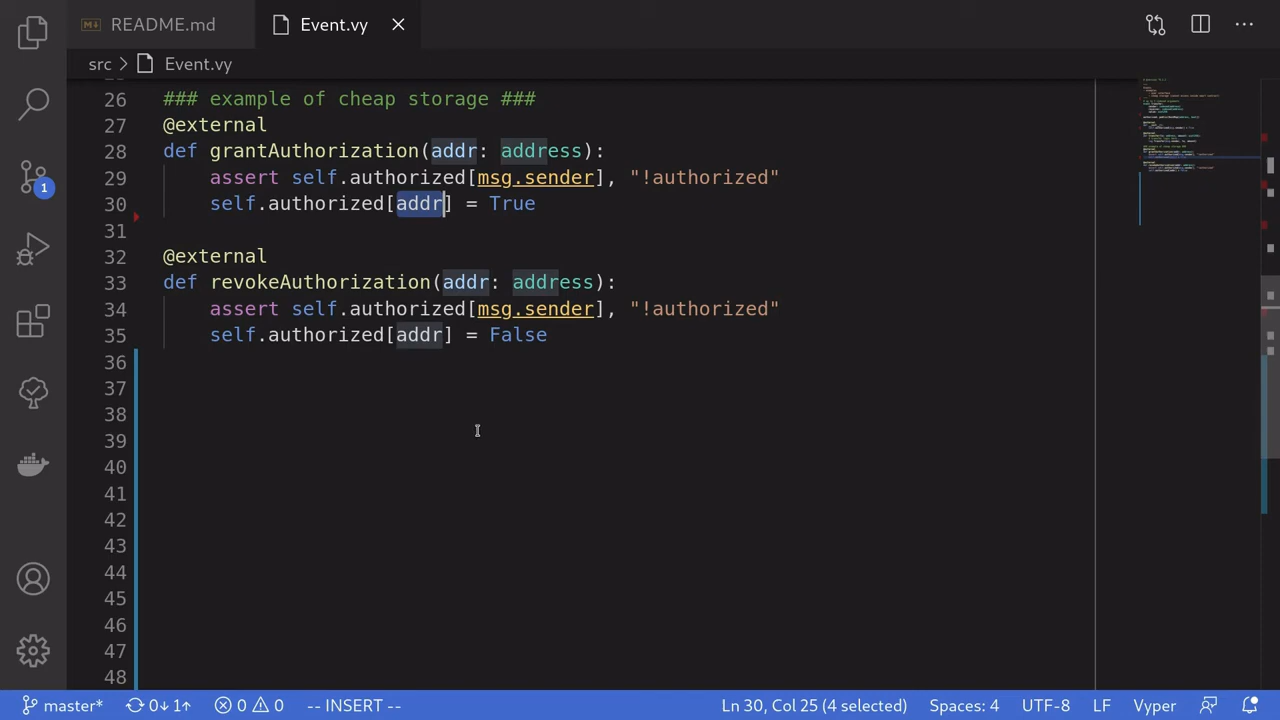 README.md
Event.vy
src > Event.vy
26 ### example of cheap storage ###
27 @external
28 def grantAuthorization(addr: address):
29 assert self.authorized[msg.sender], "!authorized"
30 self.authorized[addr] = True
31
32 @external
33 def revokeAuthorization(addr: address):
34 assert self.authorized[msg.sender], "!authorized"
35 self.authorized[addr] = False
36
37
38
39
40
41
42
43
44
45
46
47
48
1
master* 0↓ 1↑ 0 0 -- INSERT -- Ln 30, Col 25 (4 selected) Spaces: 4 UTF-8 LF Vyper